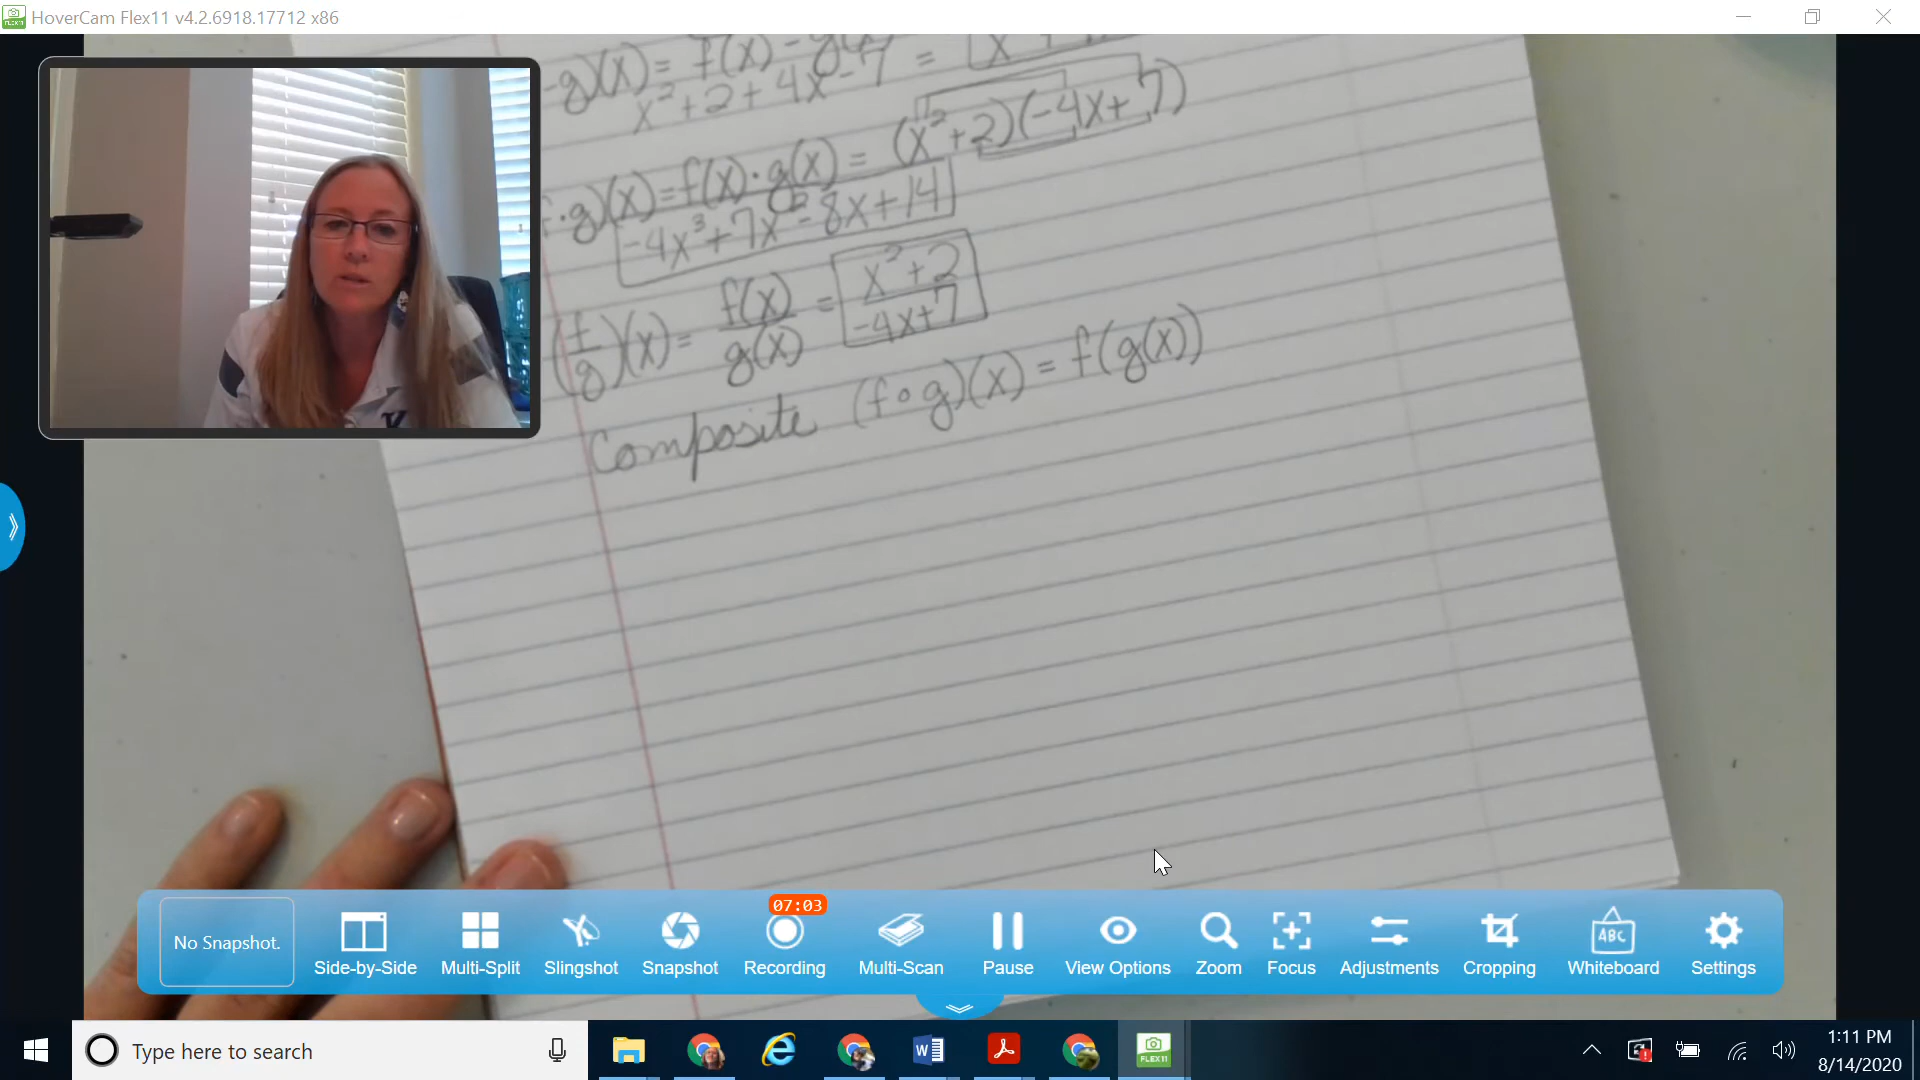 HoverCam Flex11 v4.2.6918.17712 x86
-g)(x) = f(x) - g(x)
x²+2+4x-7 =
·g)(x)=f(x)·g(x) = (x²+2)(-4x+7)
-4x³+7x²-8x+14
(f/g)(x) = f(x)/g(x) = x²+2/-4x+7
Composite (f∘g)(x) = f(g(x))
07:03
No Snapshot.
Side-by-Side Multi-Split Slingshot Snapshot Recording Multi-Scan Pause View Options Zoom Focus Adjustments Cropping Whiteboard Settings
ABC
Type here to search
FLEX11
1:11 PM
8/14/2020